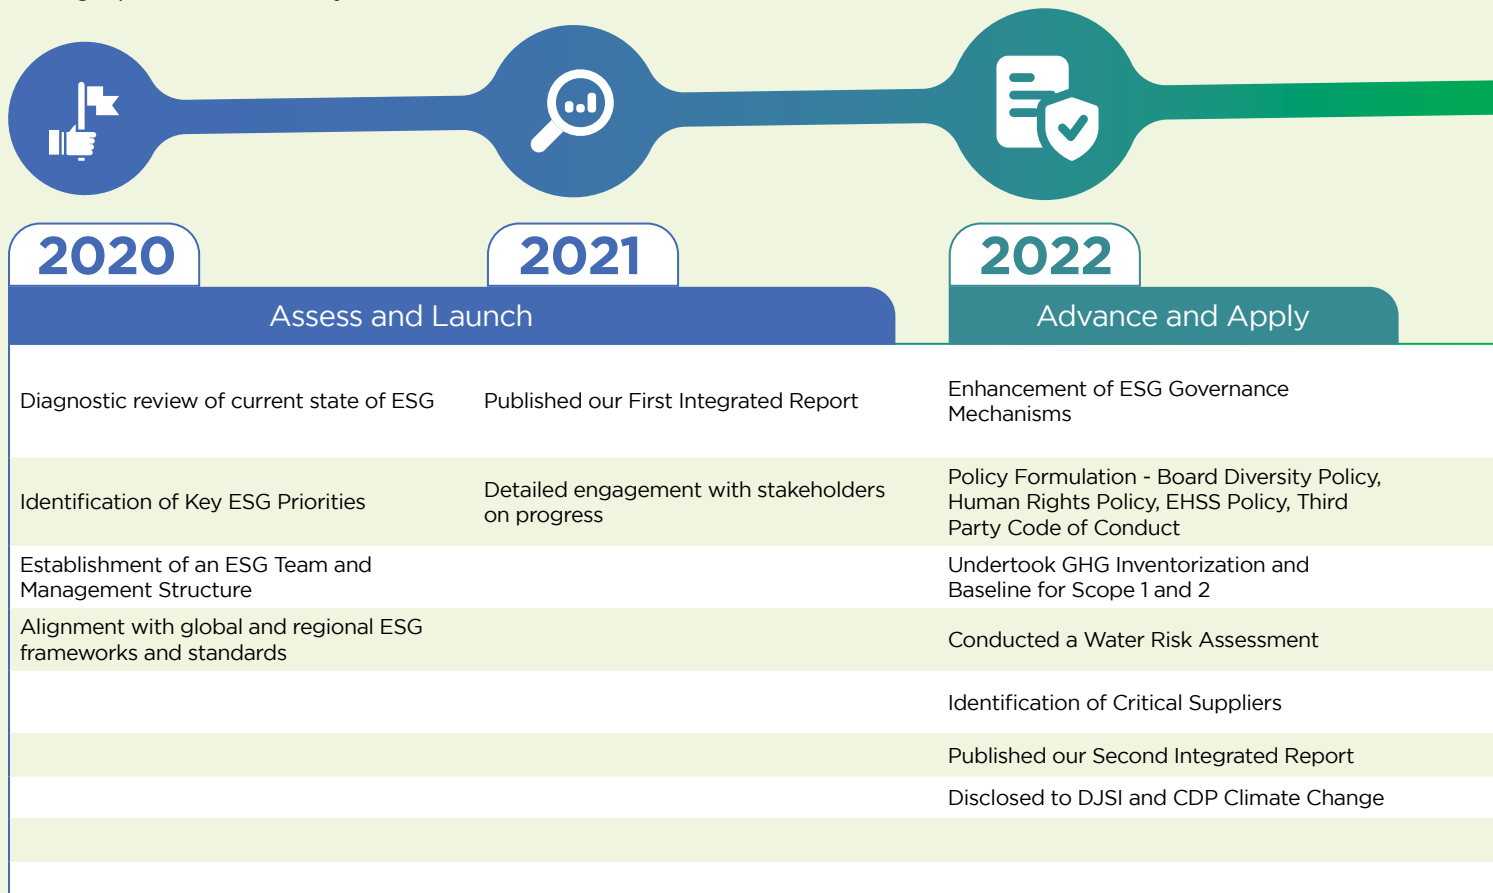 2020
2021
2022
Assess and Launch
Advance and Apply
Diagnostic review of current state of ESG
Published our First Integrated Report
Enhancement of ESG Governance
Mechanisms
Identification of Key ESG Priorities
Detailed engagement with stakeholders
on progress
Policy Formulation - Board Diversity Policy,
Human Rights Policy, EHSS Policy, Third
Party Code of Conduct
Establishment of an ESG Team and
Management Structure
Undertook GHG Inventorization and
Baseline for Scope 1 and 2
Alignment with global and regional ESG
frameworks and standards
Conducted a Water Risk Assessment
Identification of Critical Suppliers
Published our Second Integrated Report
Disclosed to DJSI and CDP Climate Change